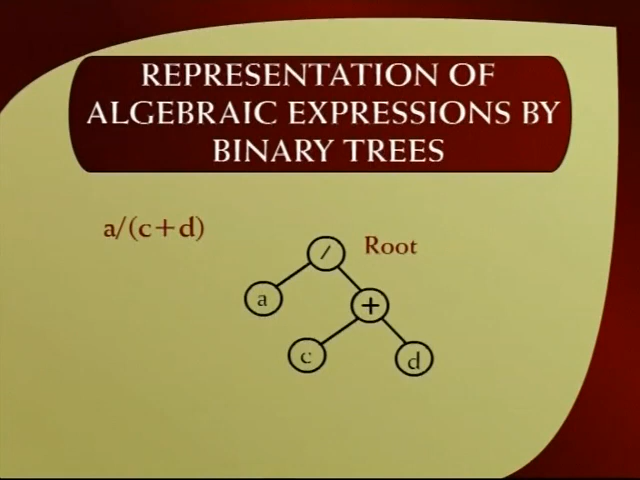 REPRESENTATION OF
ALGEBRAIC EXPRESSIONS BY
BINARY TREES
a/(c+d)
/ Root
a
+
c d